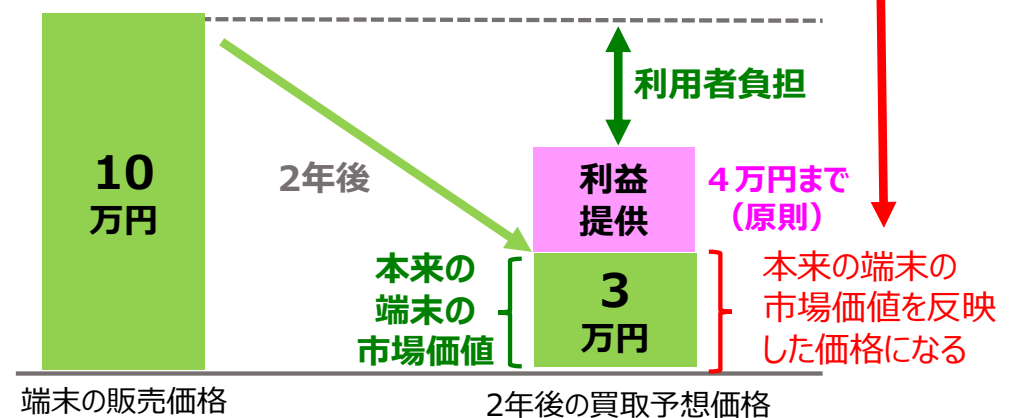 10
万円
2年後
利用者負担
利益
提供
４万円まで
（原則）
本来の
端末の
市場価値
3
万円
本来の端末の
市場価値を反映
した価格になる
端末の販売価格
2年後の買取予想価格